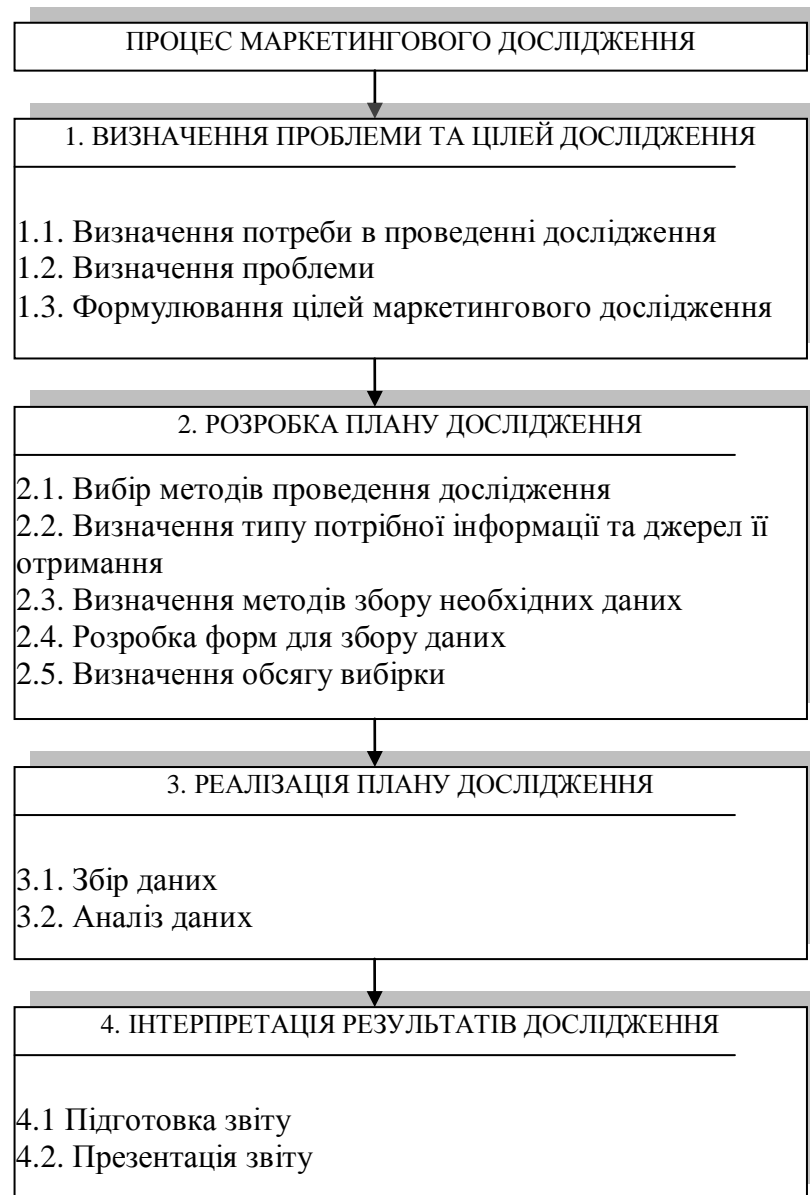 ПРОЦЕС МАРКЕТИНГОВОГО ДОСЛІДЖЕННЯ
1. ВИЗНАЧЕННЯ ПРОБЛЕМИ ТА ЦІЛЕЙ ДОСЛІДЖЕННЯ
1.1. Визначення потреби в проведенні дослідження
1.2. Визначення проблеми
1.3. Формулювання цілей маркетингового дослідження
2. РОЗРОБКА ПЛАНУ ДОСЛІДЖЕННЯ
2.1. Вибір методів проведення дослідження
2.2. Визначення типу потрібної інформації та джерел її
отримання
2.3. Визначення методів збору необхідних даних
2.4. Розробка форм для збору даних
2.5. Визначення обсягу вибірки
3. РЕАЛІЗАЦІЯ ПЛАНУ ДОСЛІДЖЕННЯ
3.1. Збір даних
3.2. Аналіз даних
4. ІНТЕРПРЕТАЦІЯ РЕЗУЛЬТАТІВ ДОСЛІДЖЕННЯ
4.1 Підготовка звіту
4.2. Презентація звіту